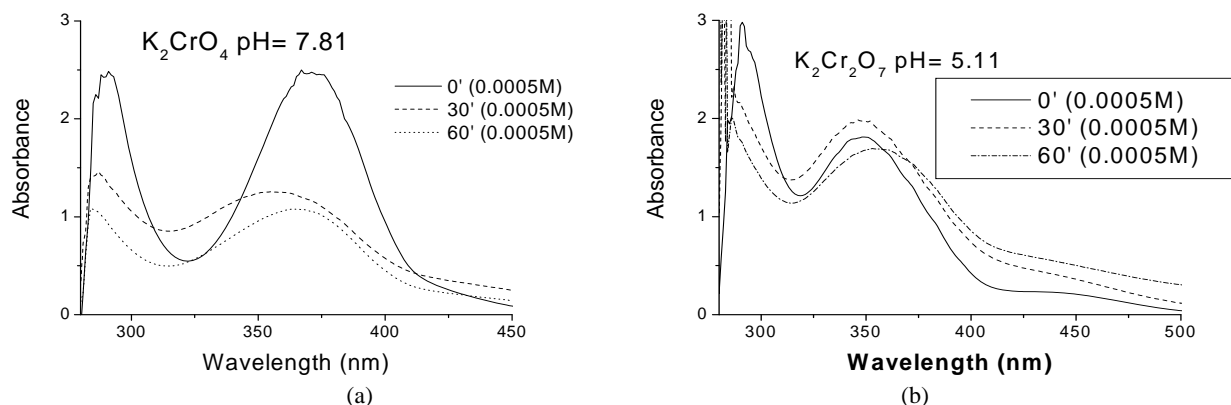 K₂CrO₄ pH= 7.81
0' (0.0005M)
30' (0.0005M)
60' (0.0005M)
Absorbance
3
2
1
0
300
350
400
450
Wavelength (nm)
(a)
K₂Cr₂O₇ pH= 5.11
0' (0.0005M)
30' (0.0005M)
60' (0.0005M)
Absorbance
3
2
1
0
300
350
400
450
500
Wavelength (nm)
(b)